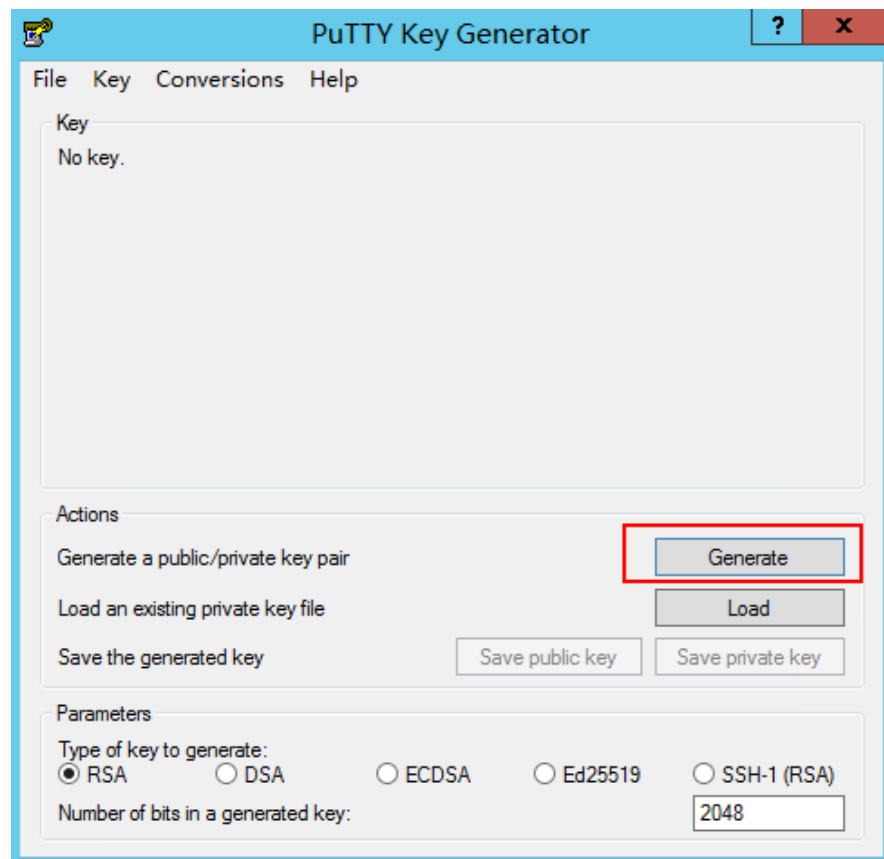 PuTTY Key Generator
? x
File Key Conversions Help
Key
No key.
Actions
Generate a public/private key pair Generate
Load an existing private key file Load
Save the generated key Save public key Save private key
Parameters
Type of key to generate:
RSA DSA ECDSA Ed25519 SSH-1 (RSA)
Number of bits in a generated key: 2048